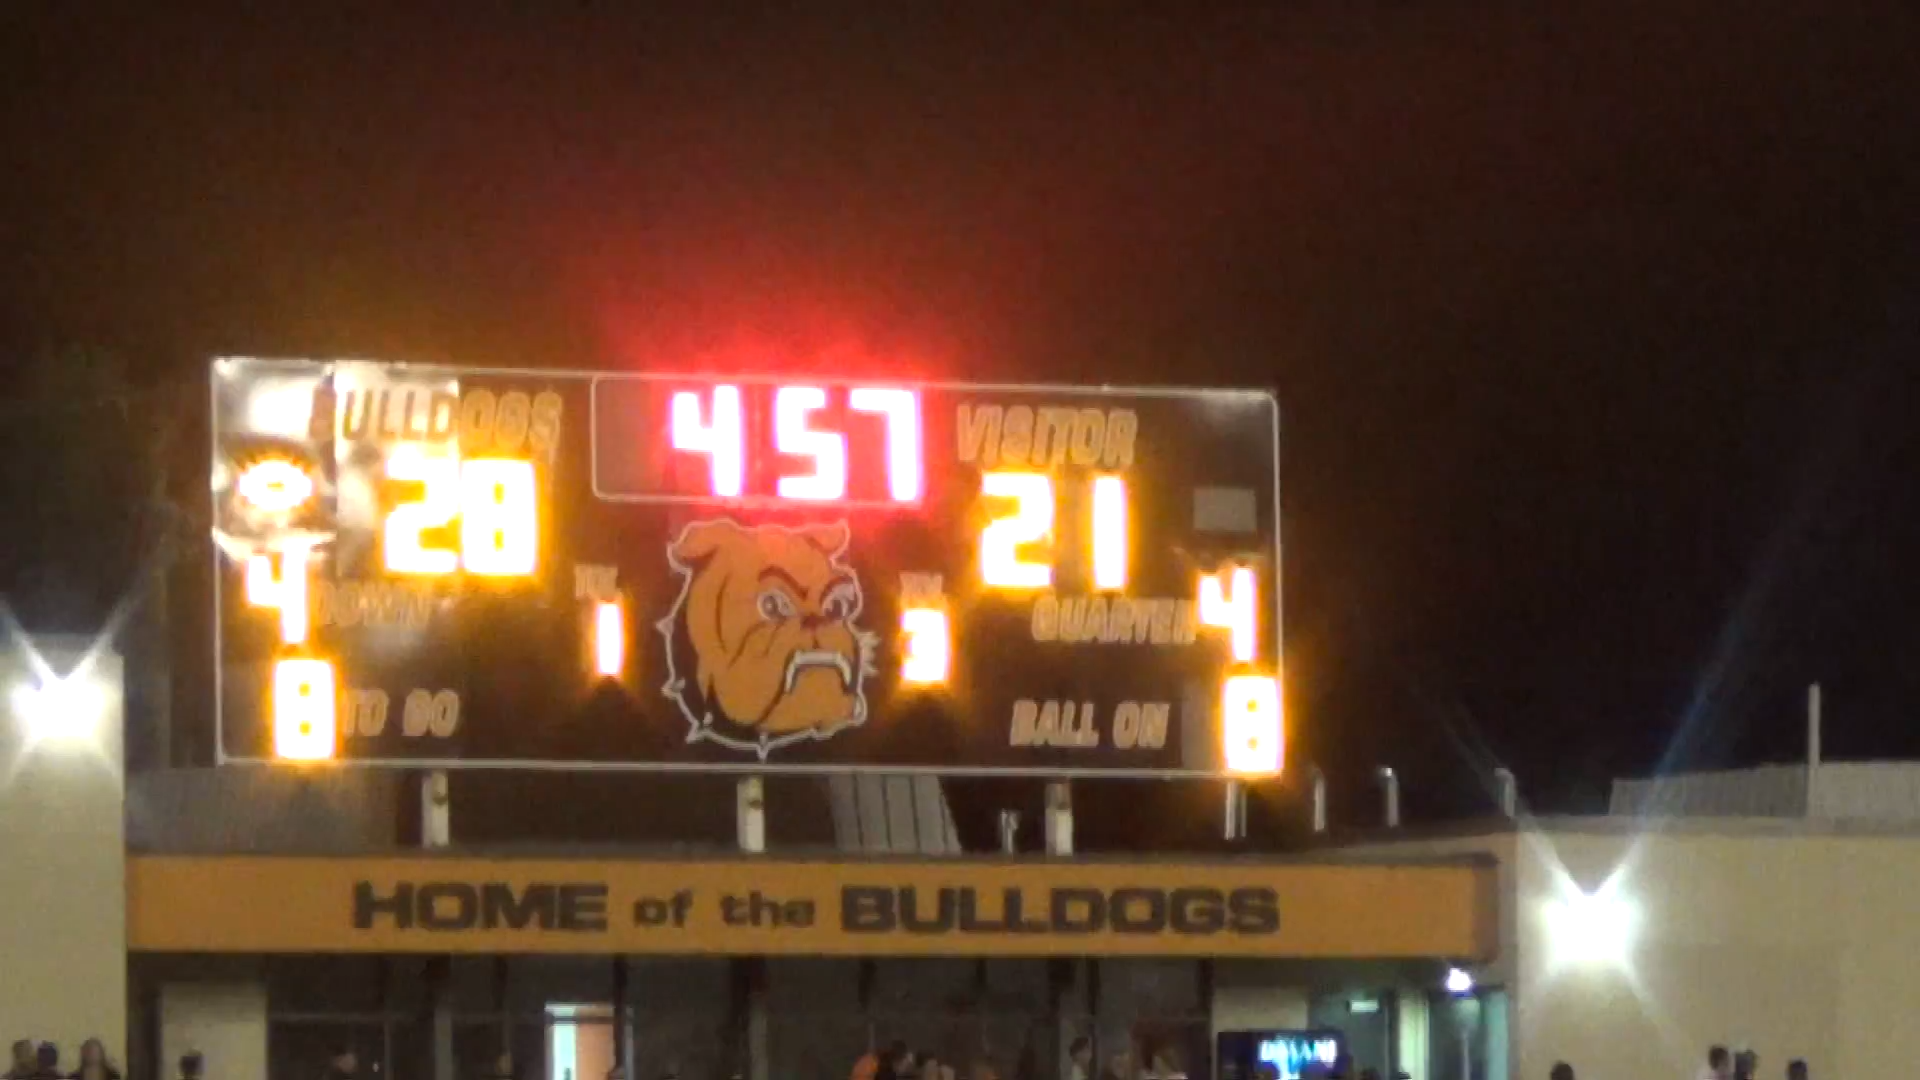 BULLDOGS 4 57 VISITOR
28 21
4 DOWN TOL 1 TOL 3 QUARTER 4
8 TO GO BALL ON 8
HOME of the BULLDOGS